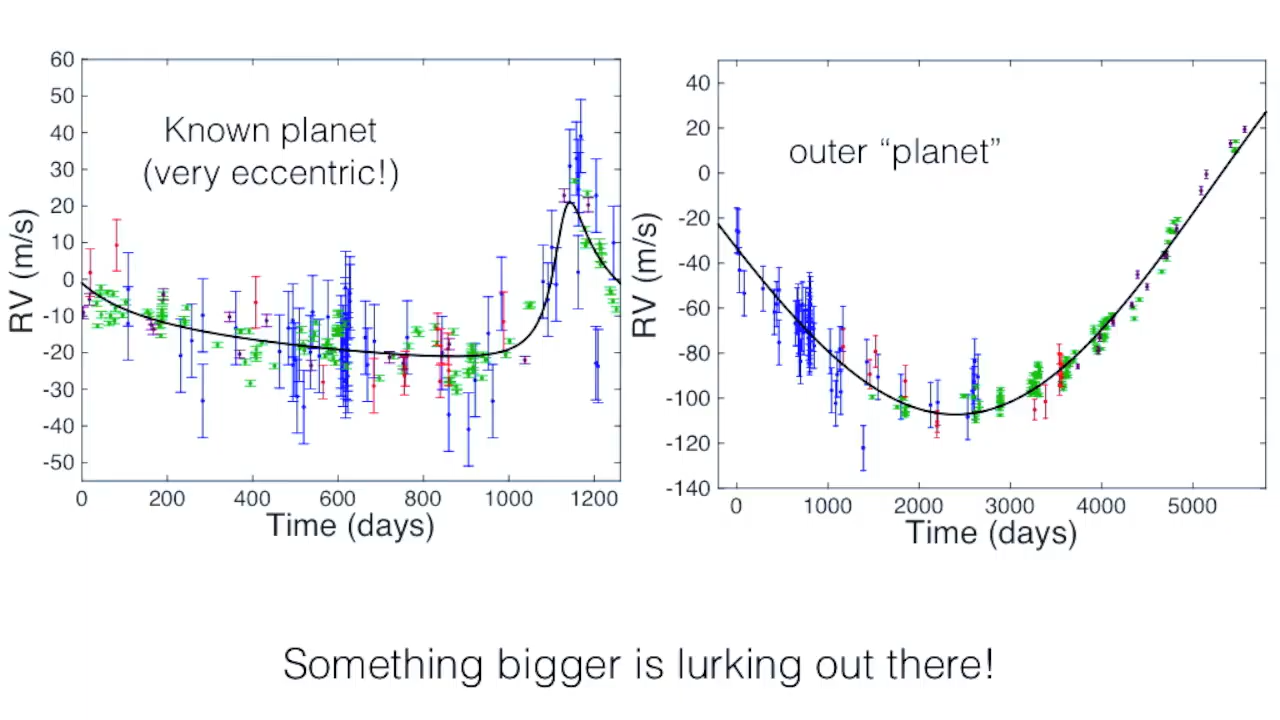 60
50
40
30
20
10
0
-10
-20
-30
-40
-50
RV (m/s)
Known planet
(very eccentric!)
0 200 400 600 800 1000 1200
Time (days)
40
20
0
-20
-40
-60
-80
-100
-120
-140
RV (m/s)
outer “planet”
0 1000 2000 3000 4000 5000
Time (days)
Something bigger is lurking out there!